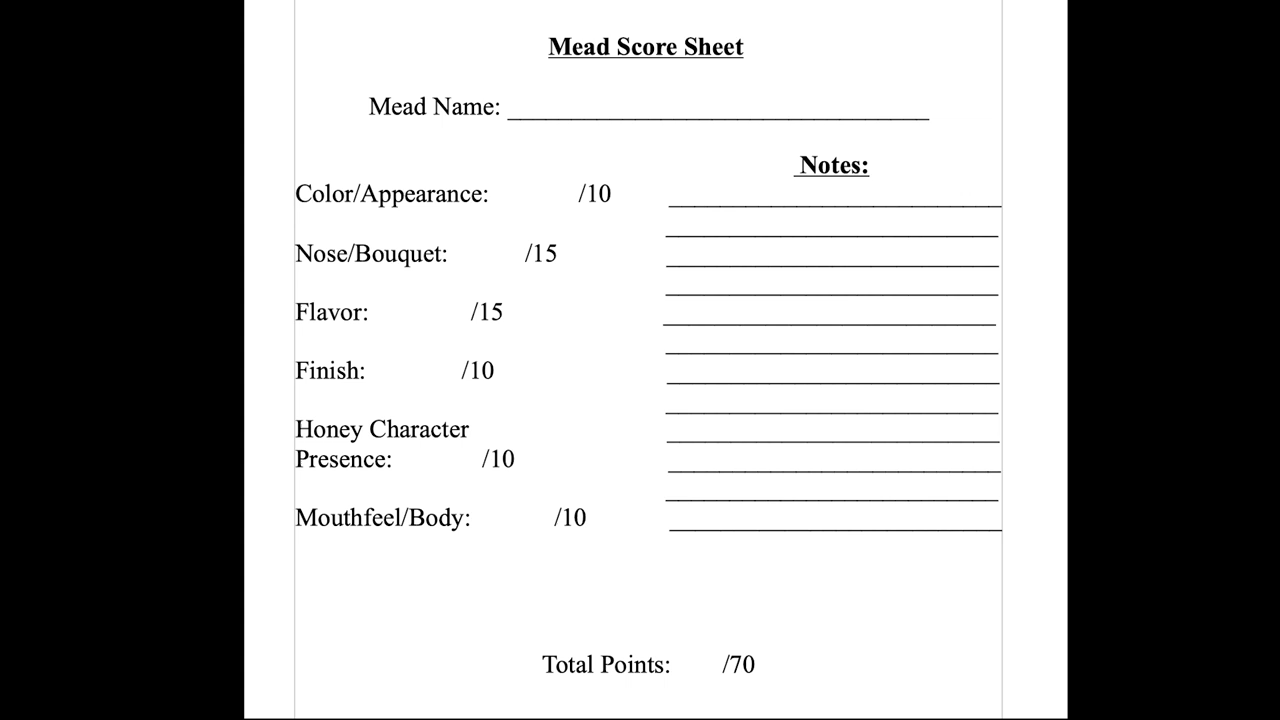 Mead Score Sheet
Mead Name: _________________________________
Notes:
Color/Appearance: /10
Nose/Bouquet: /15
Flavor: /15
Finish: /10
Honey Character
Presence: /10
Mouthfeel/Body: /10
Total Points: /70